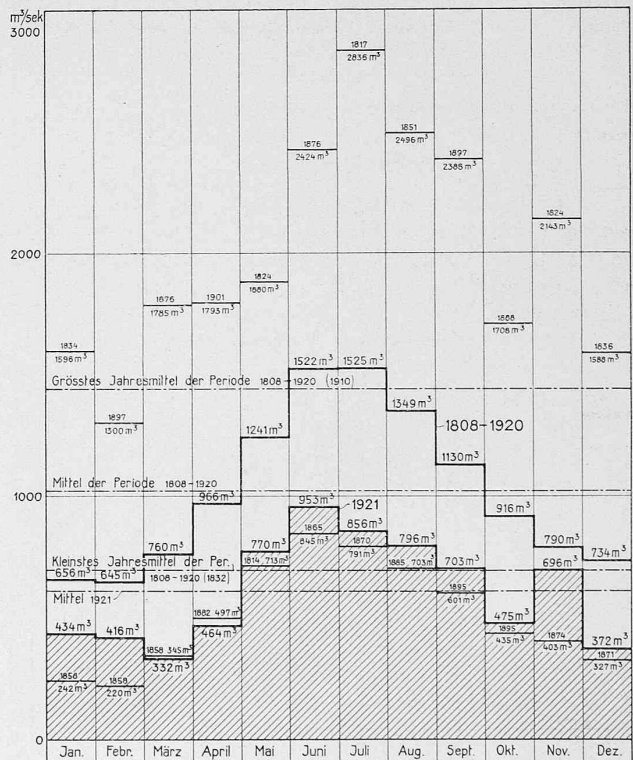 m³/sek
3000
1817
2836 m³
1851
2496 m³
1876
2424 m³
1897
2386 m³
1824
2143 m³
2000
1876
1785 m³
1901
1793 m³
1824
1880 m³
1888
1708 m³
1834
1596 m³
1836
1588 m³
1522 m³
1525 m³
Grösstes Jahresmittel der Periode 1808-1920 (1910)
1897
1300 m³
1349 m³
1808-1920
1241 m³
1130 m³
Mittel der Periode 1808-1920
1000
966 m³
953 m³
1921
916 m³
1865
845 m³
856 m³
1870
791 m³
796 m³
790 m³
760 m³
770 m³
734 m³
Kleinstes Jahresmittel der Per.
1808-1920 (1832)
1814 713 m³
1885 703 m³
703 m³
696 m³
656 m³
645 m³
Mittel 1921
1895
601 m³
434 m³
416 m³
1882 497 m³
464 m³
475 m³
1895
435 m³
1874
403 m³
372 m³
1871
327 m³
1858 345 m³
332 m³
1858
242 m³
1858
220 m³
0
Jan. Febr. März April Mai Juni Juli Aug. Sept. Okt. Nov. Dez.